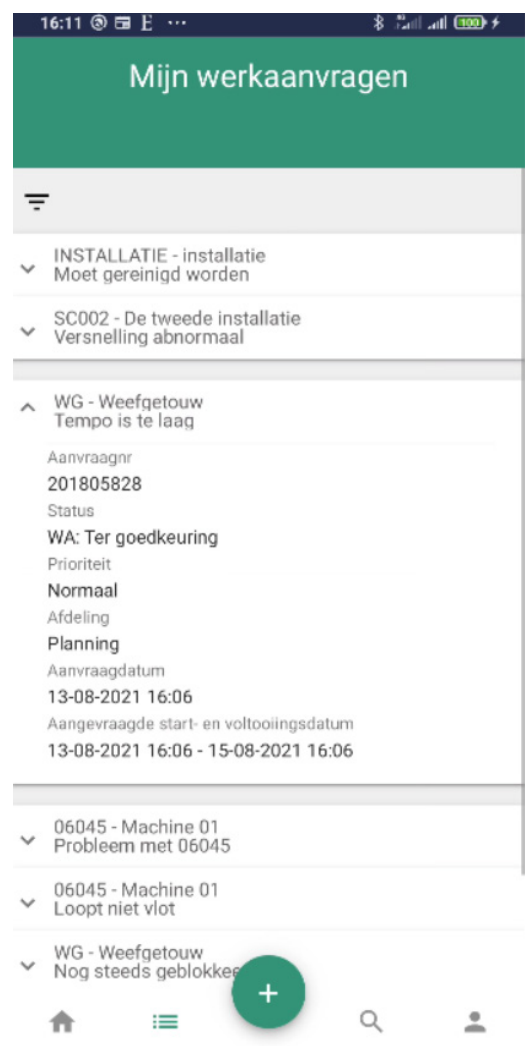 16:11 E ...
100
Mijn werkaanvragen
INSTALLATIE - installatie
Moet gereinigd worden
SC002 - De tweede installatie
Versnelling abnormaal
WG - Weefgetouw
Tempo is te laag
Aanvraagnr
201805828
Status
WA: Ter goedkeuring
Prioriteit
Normaal
Afdeling
Planning
Aanvraagdatum
13-08-2021 16:06
Aangevraagde start- en voltooiingsdatum
13-08-2021 16:06 - 15-08-2021 16:06
06045 - Machine 01
Probleem met 06045
06045 - Machine 01
Loopt niet vlot
WG - Weefgetouw
Nog steeds geblokkee
+